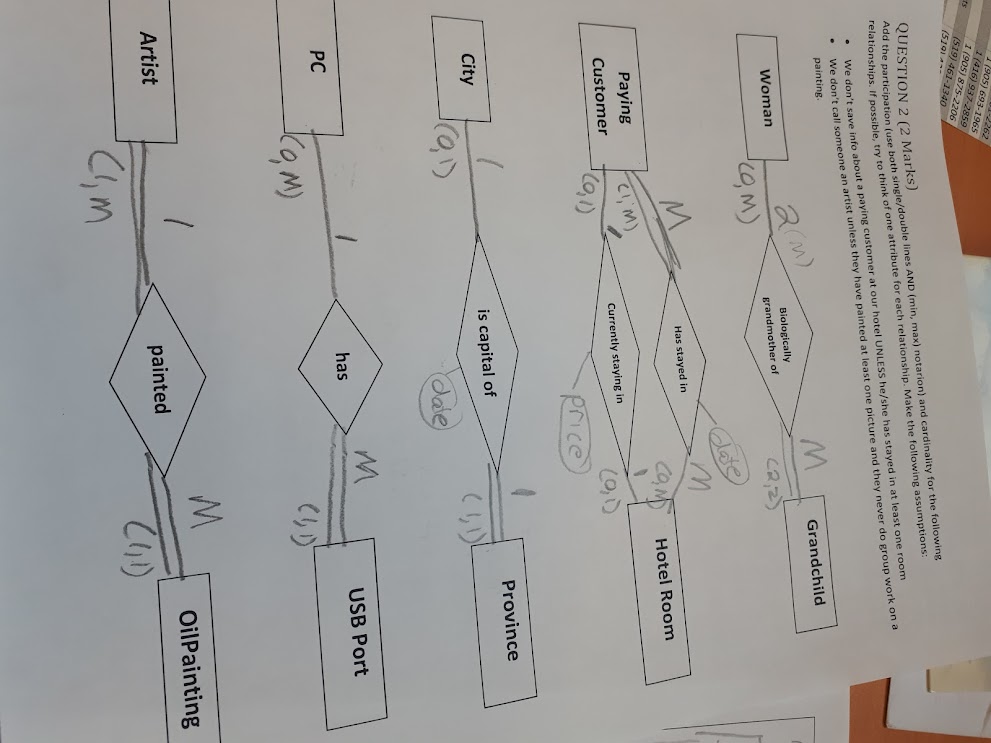 1 (905) 693-1965
1 (416) 937-2859
1 (905) 875-2206
(519) 461-1340
QUESTION 2 (2 Marks)
Add the participation (use both single/double lines AND (min, max) notarion) and cardinality for the following
relationships. If possible, try to think of one attribute for each relationship. Make the following assumptions:
• We don't save info about a paying customer at our hotel UNLESS he/she has stayed in at least one room
• We don't call someone an artist unless they have painted at least one picture and they never do group work on a
painting.
Woman
2(M)
(0, M)
Biologically
grandmother of
M
(2,2)
Grandchild
date
Paying
Customer
M
(1, M)
Has stayed in
M
(0, M)
Hotel Room
1
(0,1)
Currently staying in
1
(0,1)
price
City
1
(0,1)
is capital of
date
1
(1,1)
Province
PC
1
(0, M)
has
M
(1,1)
USB Port
Artist
1
(1, M
painted
M
(1,1)
OilPainting